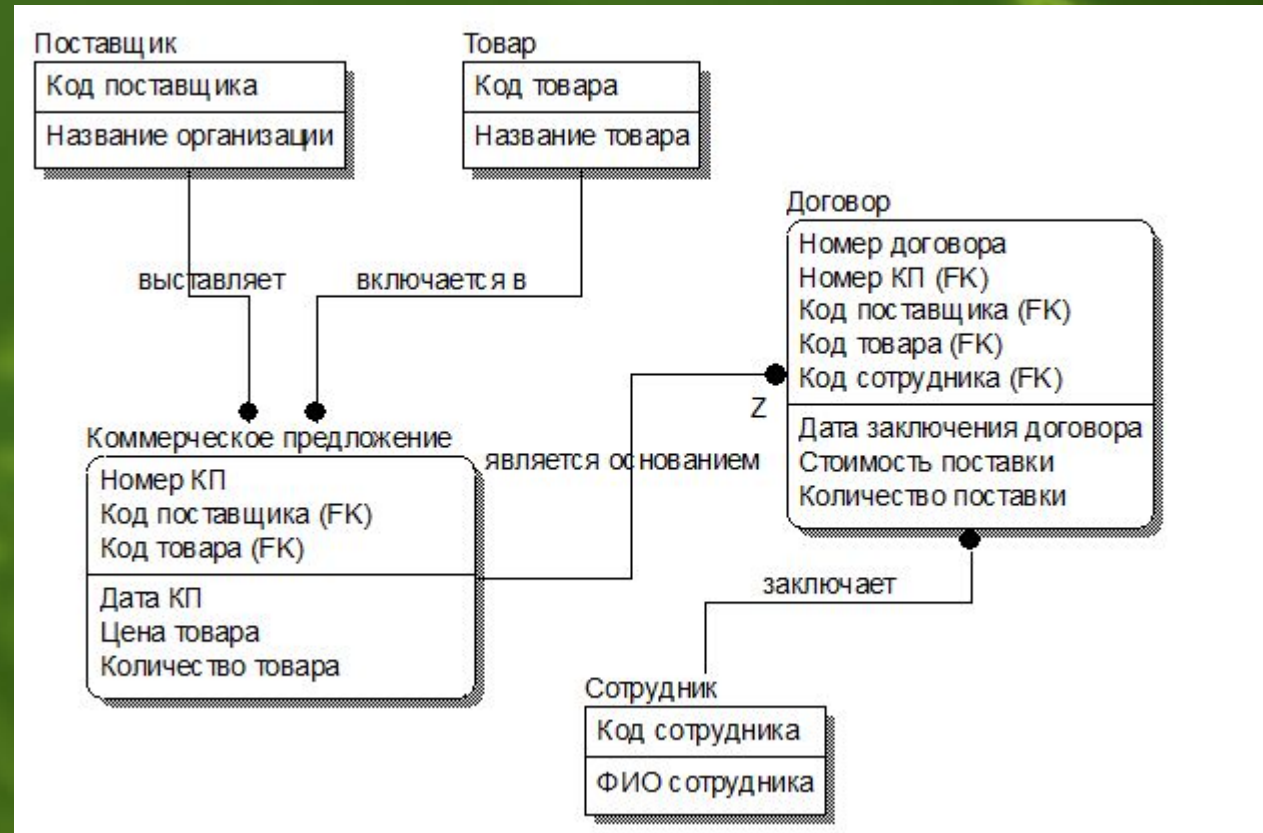 Поставщик
Код поставщика
Название организации
Товар
Код товара
Название товара
выставляет
включается в
Договор
Номер договора
Номер КП (FK)
Код поставщика (FK)
Код товара (FK)
Код сотрудника (FK)
Дата заключения договора
Стоимость поставки
Количество поставки
Z
Коммерческое предложение
Номер КП
Код поставщика (FK)
Код товара (FK)
Дата КП
Цена товара
Количество товара
является основанием
заключает
Сотрудник
Код сотрудника
ФИО сотрудника